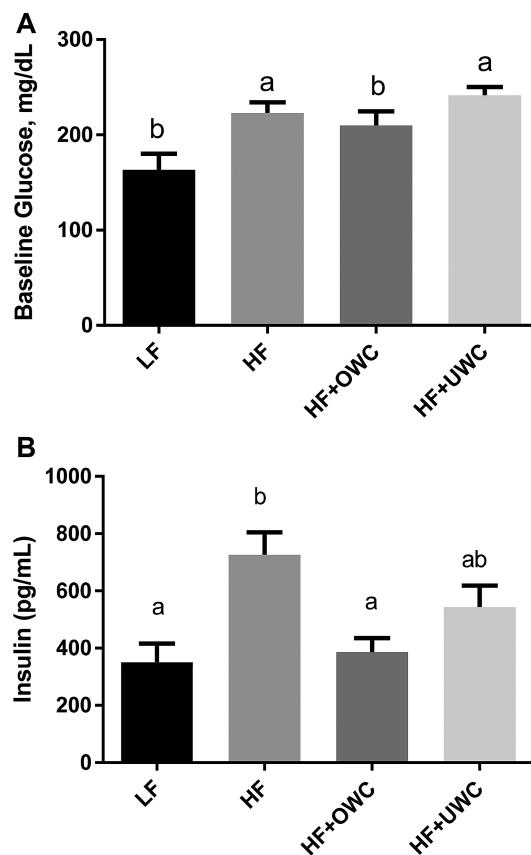 A
Baseline Glucose, mg/dL
300
200
100
0
b
a
b
a
LF
HF
HF+OWC
HF+UWC
B
Insulin (pg/mL)
1000
800
600
400
200
0
a
b
a
ab
LF
HF
HF+OWC
HF+UWC